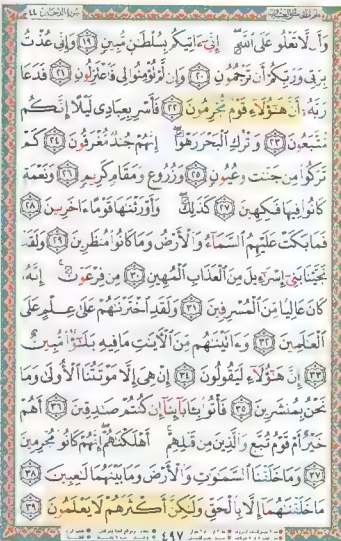 سورة الدخان ٤٤
وَأَن لَّا تَعْلُوا۟ عَلَى ٱللَّهِ ۖ إِنِّىٓ ءَاتِيكُم بِسُلْطَٰنٍ مُّبِينٍ ١٩ وَإِنِّى عُذْتُ
بِرَبِّى وَرَبِّكُمْ أَن تَرْجُمُونِ ٢٠ وَإِن لَّمْ تُؤْمِنُوا۟ لِى فَٱعْتَزِلُونِ ٢١ فَدَعَا
رَبَّهُۥٓ أَنَّ هَٰٓؤُلَآءِ قَوْمٌ مُّجْرِمُونَ ٢٢ فَأَسْرِ بِعِبَادِى لَيْلًا إِنَّكُم
مُّتَّبَعُونَ ٢٣ وَٱتْرُكِ ٱلْبَحْرَ رَهْوًا ۖ إِنَّهُمْ جُندٌ مُّغْرَقُونَ ٢٤ كَمْ
تَرَكُوا۟ مِن جَنَّٰتٍ وَعُيُونٍ ٢٥ وَزُرُوعٍ وَمَقَامٍ كَرِيمٍ ٢٦ وَنَعْمَةٍ
كَانُوا۟ فِيهَا فَٰكِهِينَ ٢٧ كَذَٰلِكَ ۖ وَأَوْرَثْنَٰهَا قَوْمًا ءَاخَرِينَ ٢٨
فَمَا بَكَتْ عَلَيْهِمُ ٱلسَّمَآءُ وَٱلْأَرْضُ وَمَا كَانُوا۟ مُنظَرِينَ ٢٩ وَلَقَدْ
نَجَّيْنَا بَنِىٓ إِسْرَٰٓءِيلَ مِنَ ٱلْعَذَابِ ٱلْمُهِينِ ٣٠ مِن فِرْعَوْنَ ۚ إِنَّهُۥ
كَانَ عَالِيًا مِّنَ ٱلْمُسْرِفِينَ ٣١ وَلَقَدِ ٱخْتَرْنَٰهُمْ عَلَىٰ عِلْمٍ عَلَى
ٱلْعَٰلَمِينَ ٣٢ وَءَاتَيْنَٰهُم مِّنَ ٱلْءَايَٰتِ مَا فِيهِ بَلَٰٓؤٌا۟ مُّبِينٌ
٣٣ إِنَّ هَٰٓؤُلَآءِ لَيَقُولُونَ ٣٤ إِنْ هِىَ إِلَّا مَوْتَتُنَا ٱلْأُولَىٰ وَمَا
نَحْنُ بِمُنشَرِينَ ٣٥ فَأْتُوا۟ بِـَٔابَآئِنَآ إِن كُنتُمْ صَٰدِقِينَ ٣٦ أَهُمْ
خَيْرٌ أَمْ قَوْمُ تُبَّعٍ وَٱلَّذِينَ مِن قَبْلِهِمْ ۚ أَهْلَكْنَٰهُمْ ۖ إِنَّهُمْ كَانُوا۟ مُجْرِمِينَ
٣٧ وَمَا خَلَقْنَا ٱلسَّمَٰوَٰتِ وَٱلْأَرْضَ وَمَا بَيْنَهُمَا لَٰعِبِينَ ٣٨
مَا خَلَقْنَٰهُمَآ إِلَّا بِٱلْحَقِّ وَلَٰكِنَّ أَكْثَرَهُمْ لَا يَعْلَمُونَ ٣٩
٤٩٧